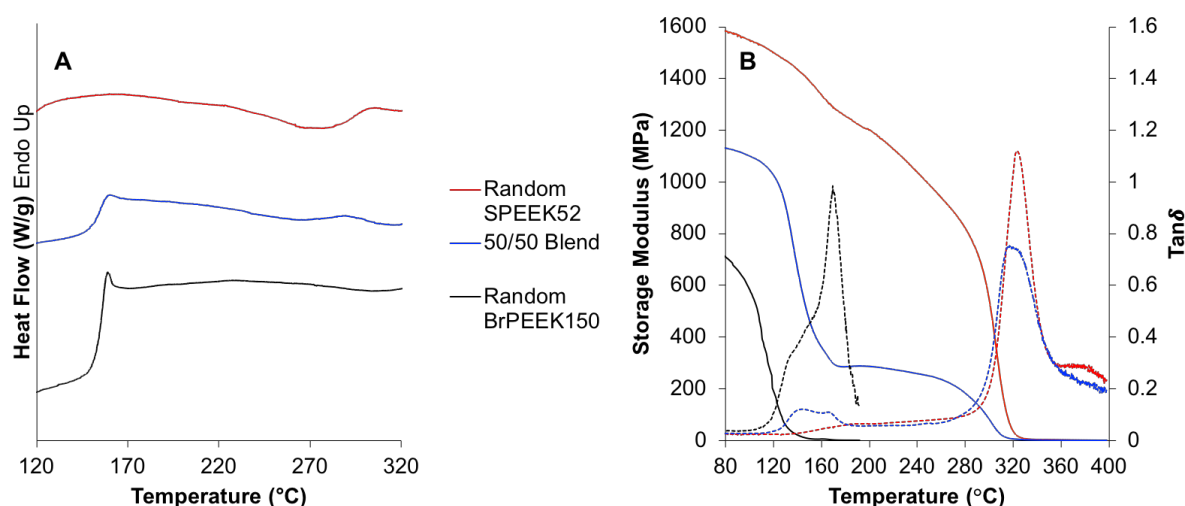 A
Heat Flow (W/g) Endo Up
120 170 220 270 320
Temperature (°C)
Random
SPEEK52
50/50 Blend
Random
BrPEEK150
B
Storage Modulus (MPa)
1600
1400
1200
1000
800
600
400
200
0
1.6
1.4
1.2
1
0.8
0.6
0.4
0.2
0
Tanδ
80 120 160 200 240 280 320 360 400
Temperature (°C)